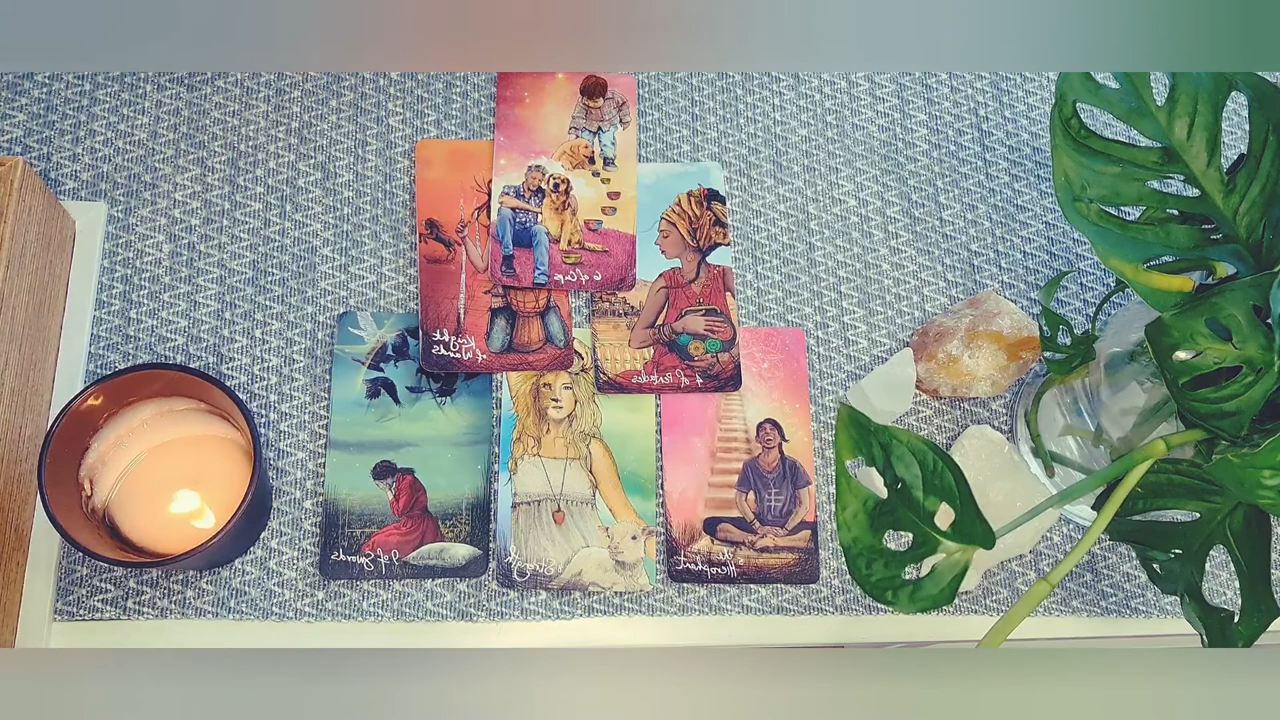 6 of Cups
Knight
of Wands
4 of Pentacles
9 of Swords
Strength
the
Hierophant